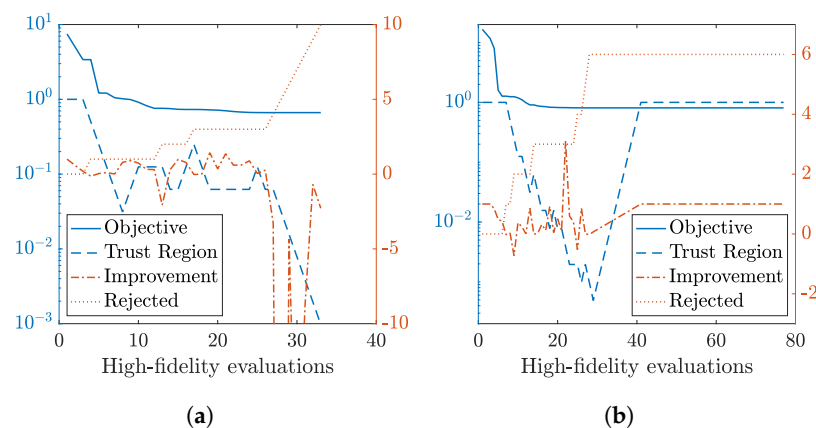 10^1
10^0
10^-1
10^-2
10^-3
10
5
0
-5
-10
Objective
Trust Region
Improvement
Rejected
0 10 20 30 40
High-fidelity evaluations
(a)
10^0
10^-2
6
4
2
0
-2
Objective
Trust Region
Improvement
Rejected
0 20 40 60 80
High-fidelity evaluations
(b)